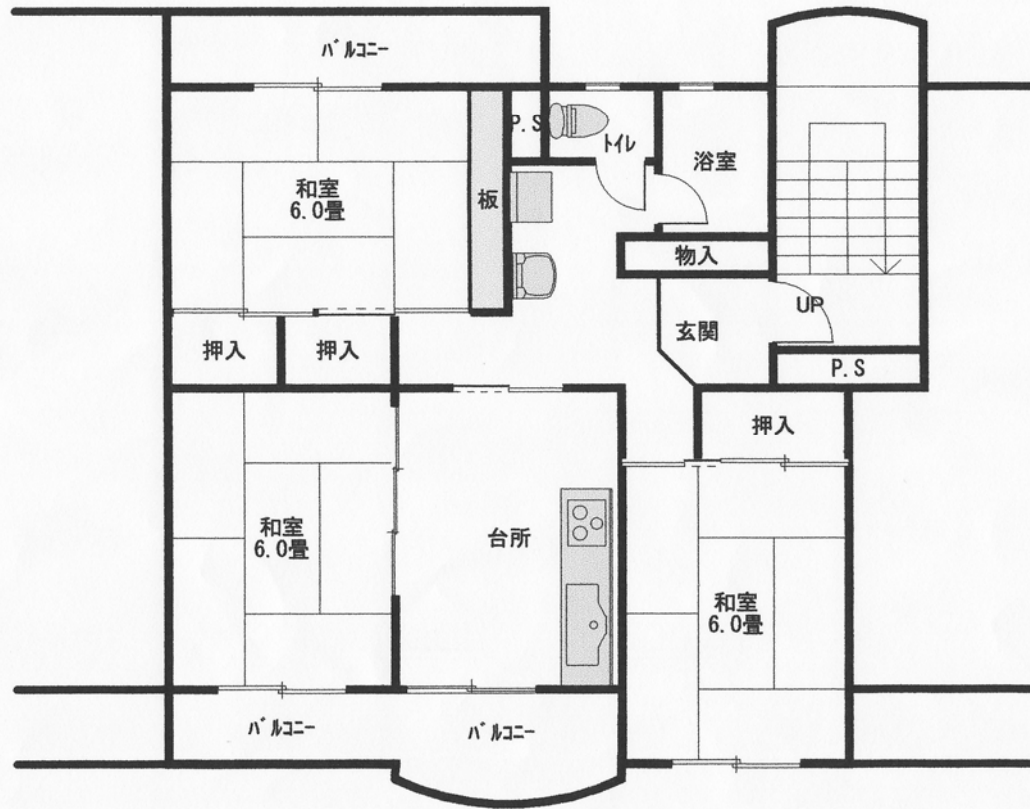 バルコニー
P.S
トイレ
浴室
和室
6.0畳
板
物入
UP
玄関
押入
押入
P.S
押入
和室
6.0畳
台所
和室
6.0畳
バルコニー
バルコニー